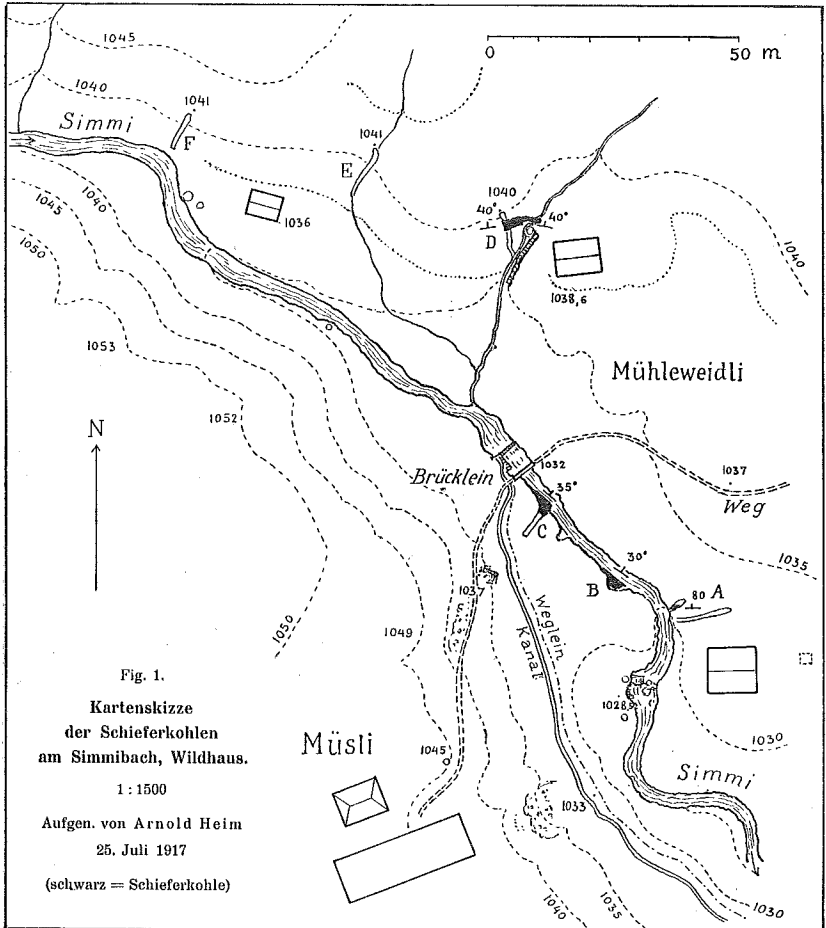 0 50 m
1045
1040
1041
Simmi
F
1041
E
1040
40° 40°
D
1036
1038,6
1040
1040
1045
1050
1053
1052
Mühleweidli
N
Brücklein
1032
1037
Weg
35°
C
30°
B
1035
80 A
1037
Weglein
Kanal
1049
1050
1028,9
1030
Simmi
Müsli
1045
1033
1030
1035
1040
Fig. 1.
Kartenskizze
der Schieferkohlen
am Simmibach, Wildhaus.
1 : 1500
Aufgen. von Arnold Heim
25. Juli 1917
(schwarz = Schieferkohle)